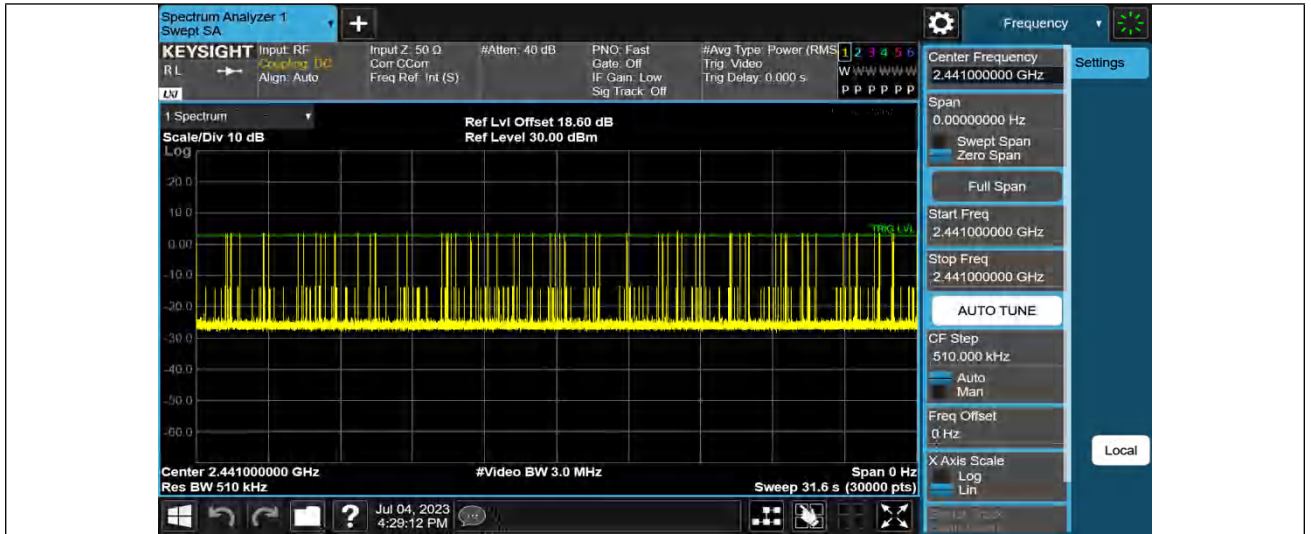 Spectrum Analyzer 1
Swept SA
Frequency
KEYSIGHT
RL
LXI
Input: RF
Coupling: DC
Align: Auto
Input Z: 50 Ω
Corr CCorr
Freq Ref: Int (S)
#Atten: 40 dB
PNO: Fast
Gate: Off
IF Gain: Low
Sig Track: Off
#Avg Type: Power (RMS
Trig: Video
Trig Delay: 0.000 s
1 2 3 4 5 6
W W W W W W
P P P P P P
Center Frequency
2.441000000 GHz
Settings
1 Spectrum
Scale/Div 10 dB
Log
Ref Lvl Offset 18.60 dB
Ref Level 30.00 dBm
Span
0.00000000 Hz
Swept Span
Zero Span
Full Span
20.0
10.0
0.00
-10.0
-20.0
-30.0
-40.0
-50.0
-60.0
TRIG LVL
Start Freq
2.441000000 GHz
Stop Freq
2.441000000 GHz
AUTO TUNE
CF Step
510.000 kHz
Auto
Man
Freq Offset
0 Hz
X Axis Scale
Log
Lin
Local
Center 2.441000000 GHz
#Video BW 3.0 MHz
Span 0 Hz
Res BW 510 kHz
Sweep 31.6 s (30000 pts)
Jul 04, 2023
4:29:12 PM